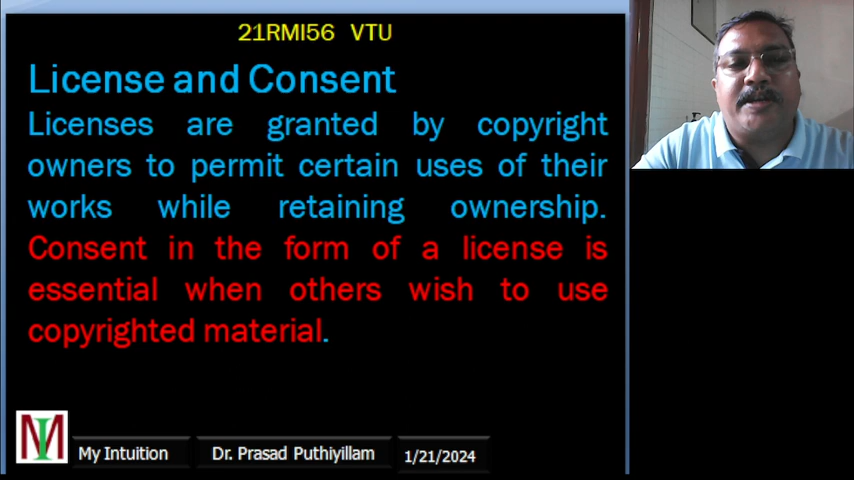 21RMI56 VTU
License and Consent
Licenses are granted by copyright
owners to permit certain uses of their
works while retaining ownership.
Consent in the form of a license is
essential when others wish to use
copyrighted material.
MI
My Intuition
Dr. Prasad Puthiyillam
1/21/2024